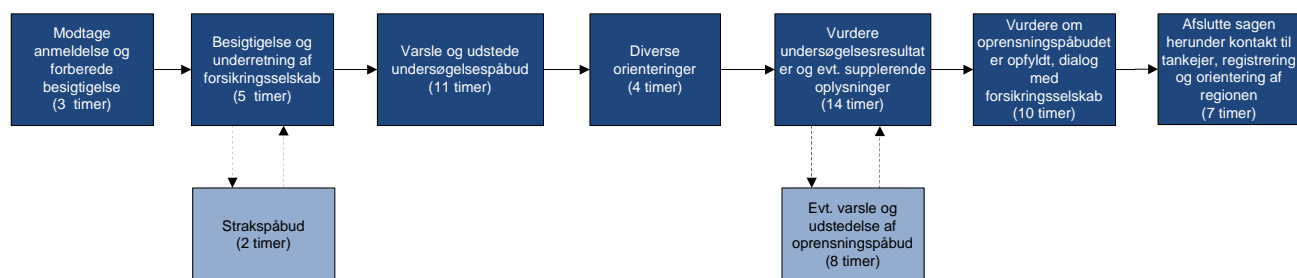 Modtage
anmeldelse og
forberede
besigtigelse
(3 timer)
Besigtigelse og
underretning af
forsikringsselskab
(5 timer)
Varsle og udstede
undersøgelsespåbud
(11 timer)
Diverse
orienteringer
(4 timer)
Vurdere
undersøgelsesresultat
er og evt. supplerende
oplysninger
(14 timer)
Vurdere om
oprensningspåbudet
er opfyldt, dialog
med
forsikringsselskab
(10 timer)
Afslutte sagen
herunder kontakt til
tankejer, registrering
og orientering af
regionen
(7 timer)
Strakspåbud
(2 timer)
Evt. varsle og
udstedelse af
oprensningspåbud
(8 timer)